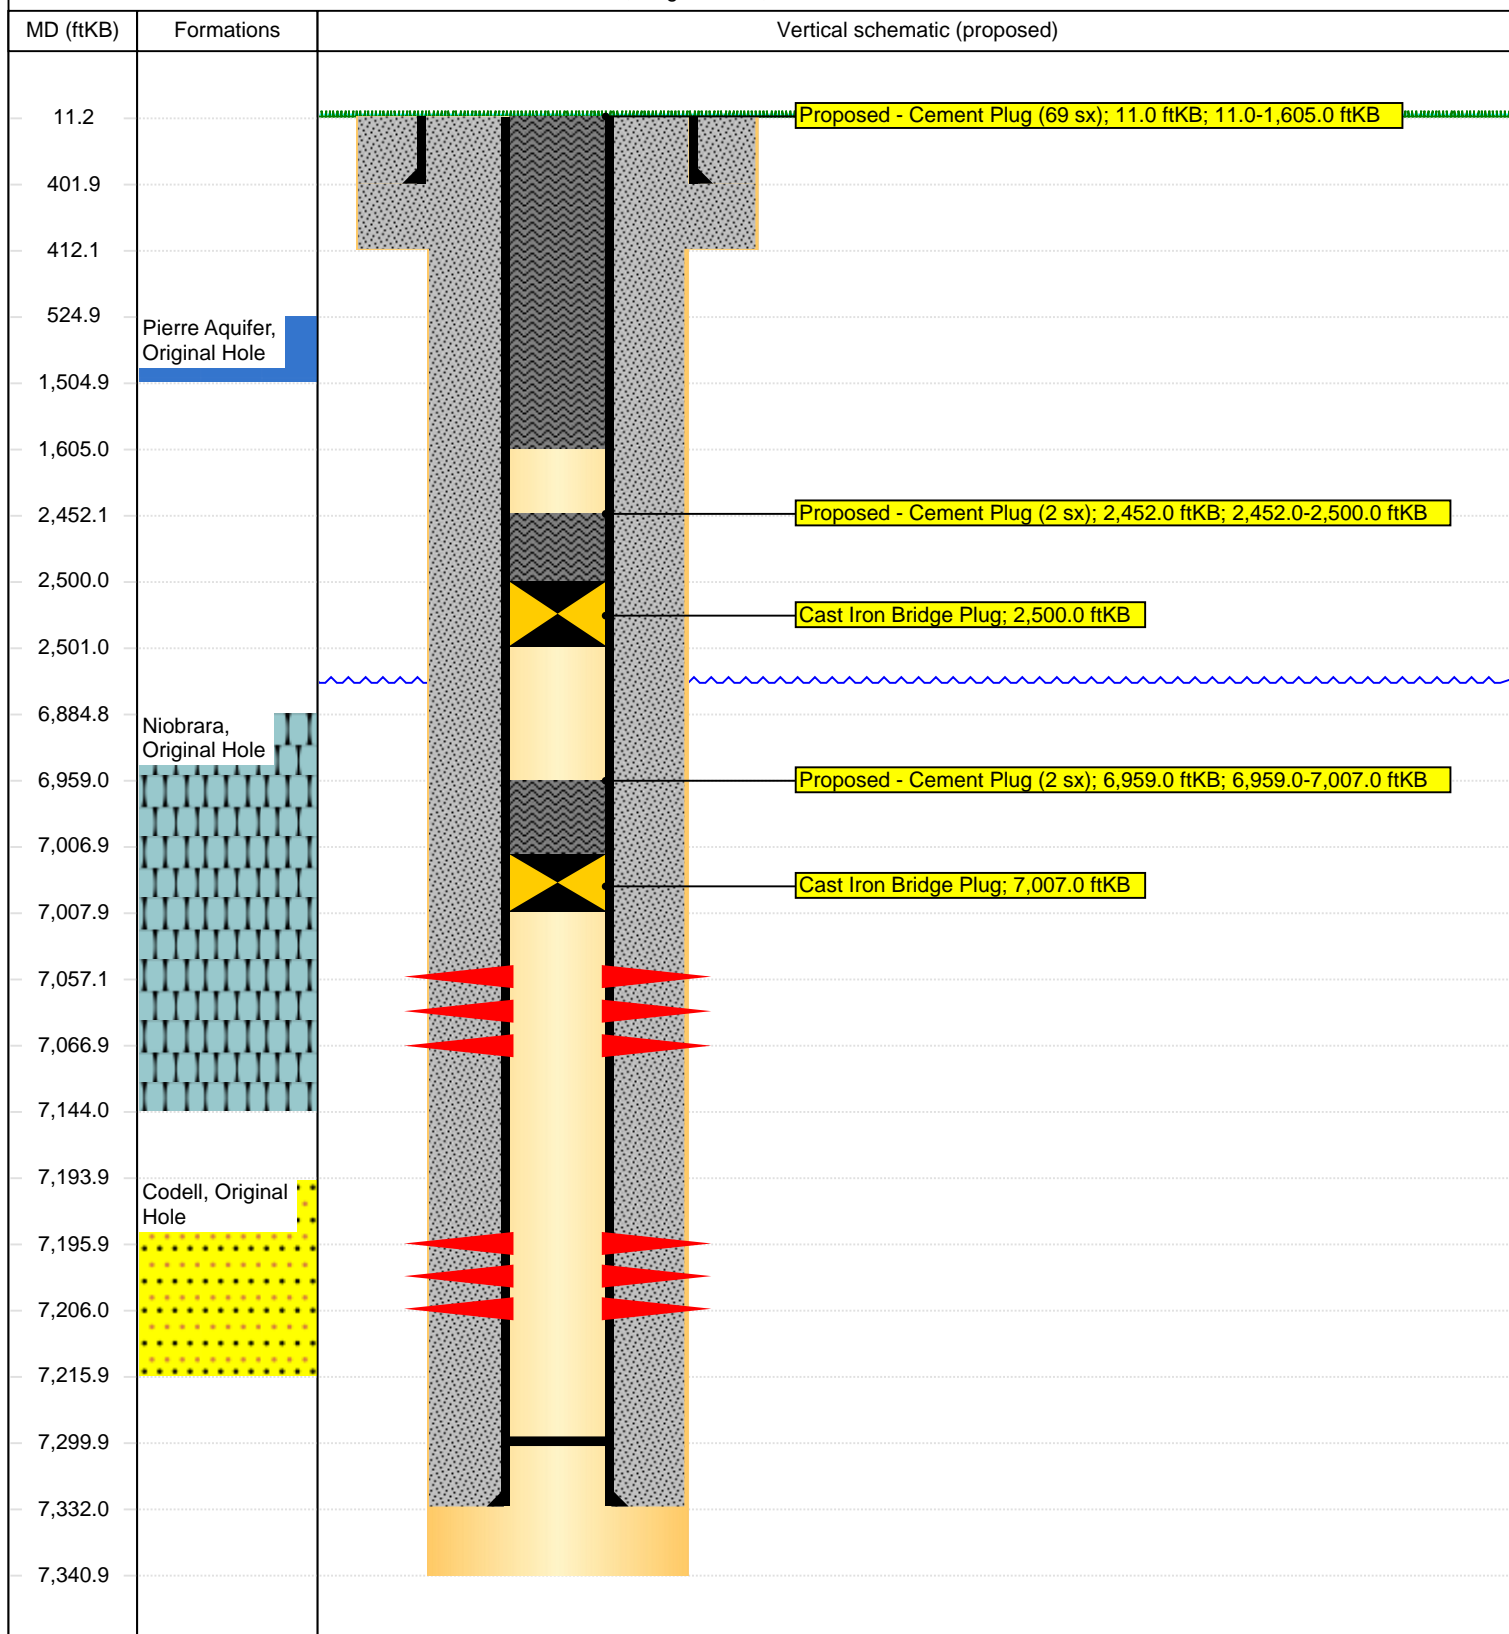 MD (ftKB) Formations Vertical schematic (proposed)
11.2 Proposed - Cement Plug (69 sx); 11.0 ftKB; 11.0-1,605.0 ftKB
401.9
412.1
524.9
Pierre Aquifer,
Original Hole
1,504.9
1,605.0
2,452.1 Proposed - Cement Plug (2 sx); 2,452.0 ftKB; 2,452.0-2,500.0 ftKB
2,500.0
Cast Iron Bridge Plug; 2,500.0 ftKB
2,501.0
6,884.8
Niobrara,
Original Hole
6,959.0 Proposed - Cement Plug (2 sx); 6,959.0 ftKB; 6,959.0-7,007.0 ftKB
7,006.9
Cast Iron Bridge Plug; 7,007.0 ftKB
7,007.9
7,057.1
7,066.9
7,144.0
7,193.9
Codell, Original
Hole
7,195.9
7,206.0
7,215.9
7,299.9
7,332.0
7,340.9